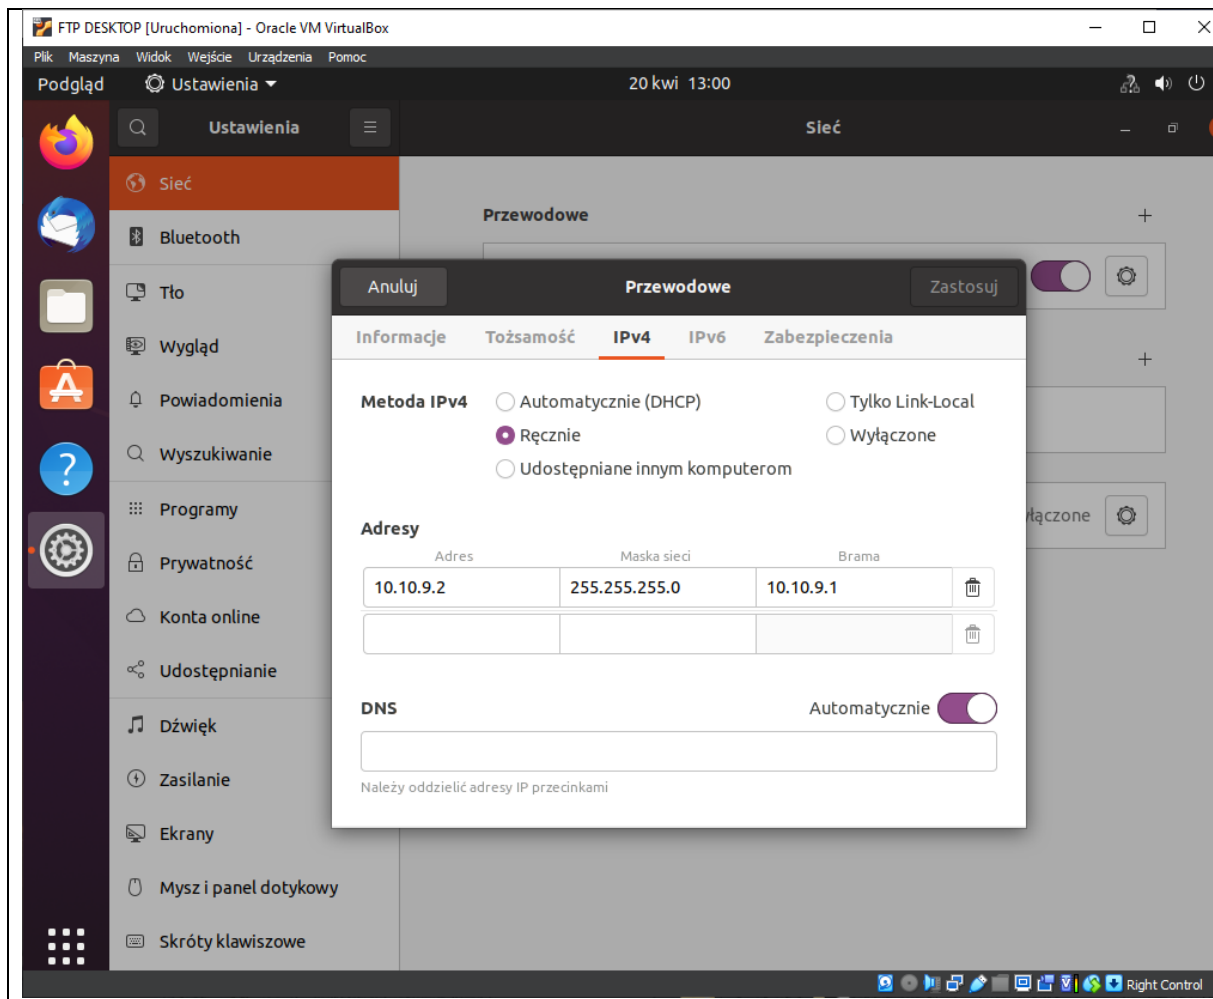 FTP DESKTOP [Uruchomiona] - Oracle VM VirtualBox
Plik Maszyna Widok Wejście Urządzenia Pomoc
Podgląd Ustawienia 20 kwi 13:00
Ustawienia Sieć
Sieć
Bluetooth
Tło
Wygląd
Powiadomienia
Wyszukiwanie
Programy
Prywatność
Konta online
Udostępnianie
Dźwięk
Zasilanie
Ekrany
Mysz i panel dotykowy
Skróty klawiszowe
Przewodowe
Anuluj Przewodowe Zastosuj
Informacje Tożsamość IPv4 IPv6 Zabezpieczenia
Metoda IPv4 Automatycznie (DHCP) Tylko Link-Local
Ręcznie Wyłączone
Udostępniane innym komputerom
Adresy
Adres Maska sieci Brama
10.10.9.2 255.255.255.0 10.10.9.1
DNS Automatycznie
Należy oddzielić adresy IP przecinkami
Right Control